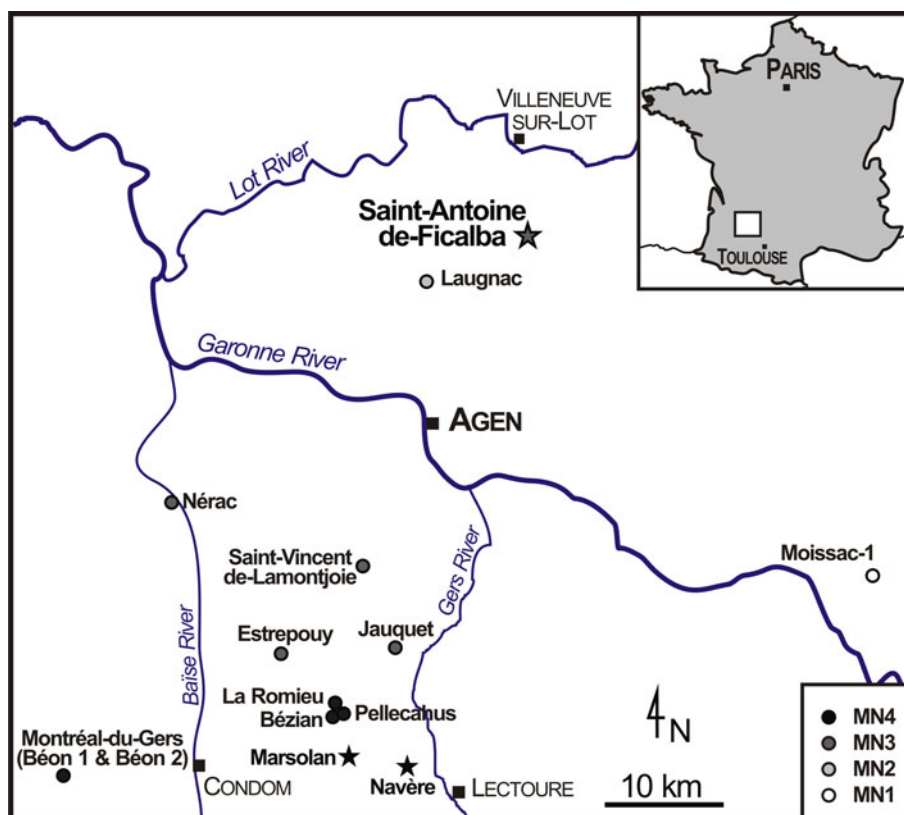 PARIS
TOULOUSE
VILLENEUVE
SUR-LOT
Lot River
Saint-Antoine
de-Ficalba
Laugnac
Garonne River
AGEN
Nérac
Saint-Vincent
de-Lamontjoie
Gers River
Moissac-1
Baïse River
Estrepouy
Jauquet
La Romieu
Bézian
Pellecahus
Montréal-du-Gers
(Béon 1 & Béon 2)
Marsolan
Navère
CONDOM
LECTOURE
N
10 km
MN4
MN3
MN2
MN1